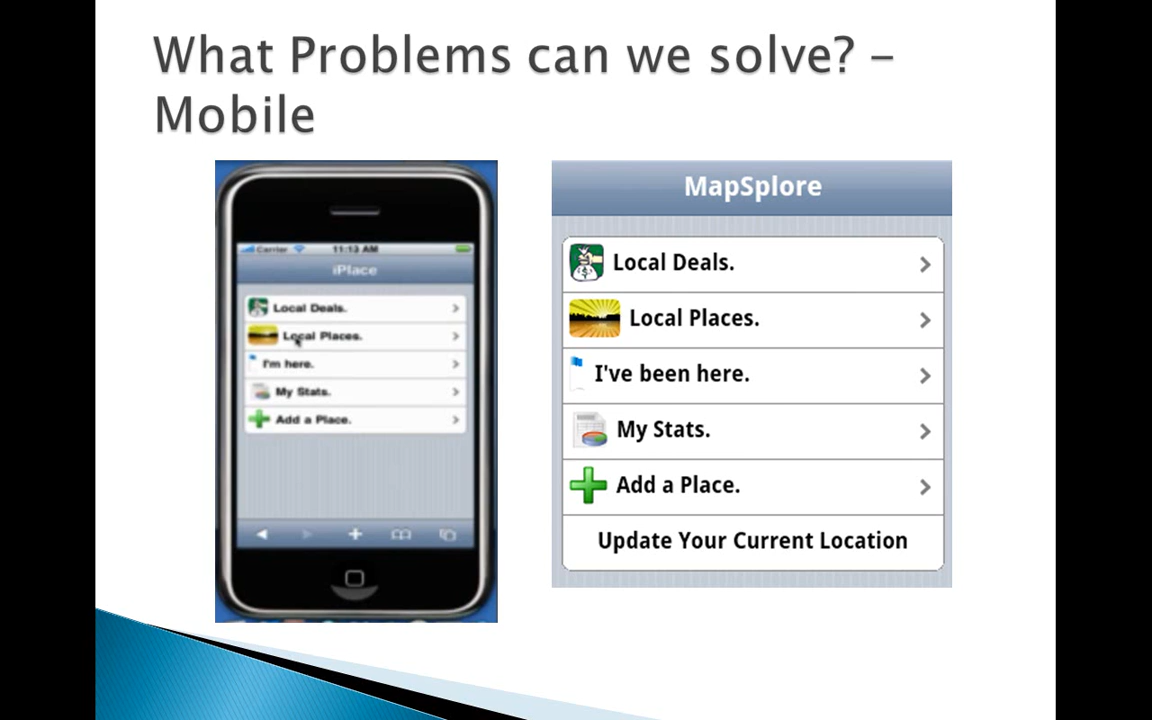 What Problems can we solve? –
Mobile
Carrier
11:13 AM
iPlace
Local Deals.
Local Places.
I'm here.
My Stats.
Add a Place.
MapSplore
Local Deals.
Local Places.
I've been here.
My Stats.
Add a Place.
Update Your Current Location